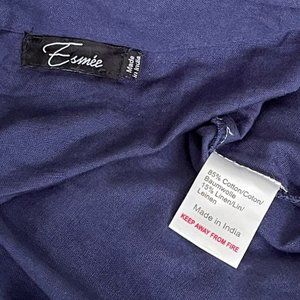 Esmée
Made
in India
85% Cotton/Coton/
Baumwolle
15% Linen/Lin/
Leinen
Made in India
KEEP AWAY FROM FIRE